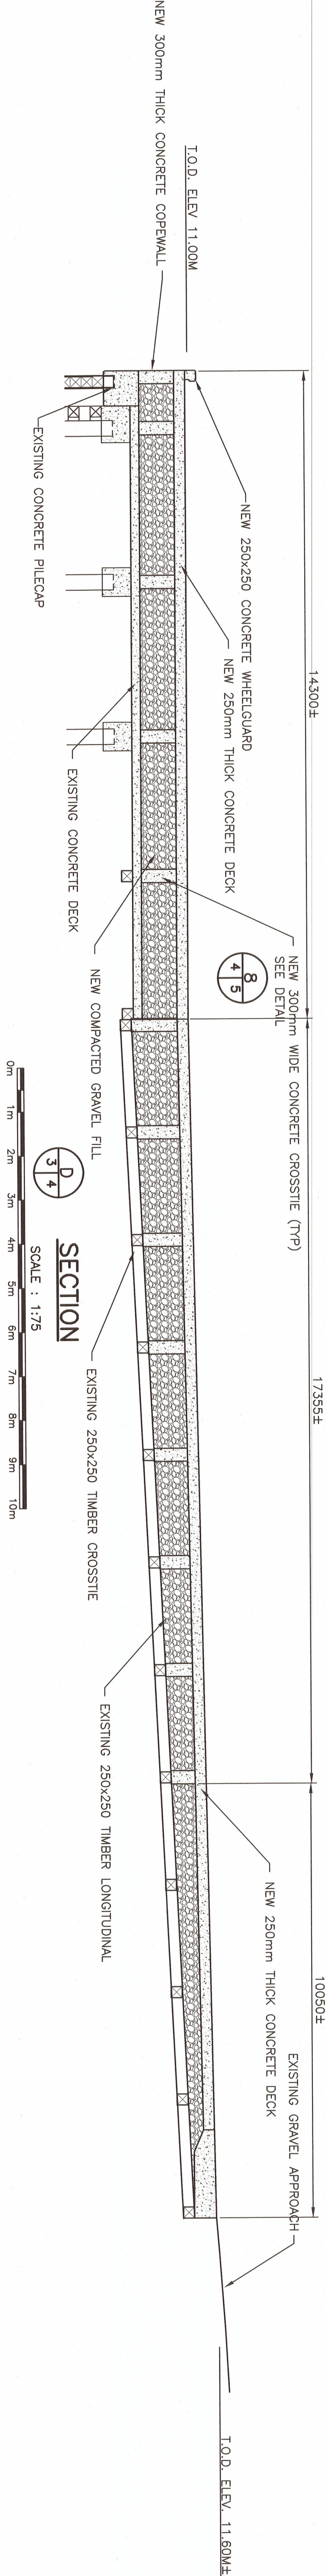 14300±
17355±
10050±
T.O.D. ELEV 11.00M
NEW 300mm THICK CONCRETE COPEWALL
NEW 250x250 CONCRETE WHEELGUARD
NEW 250mm THICK CONCRETE DECK
8
4 5
NEW 300mm WIDE CONCRETE CROSSTIE (TYP)
SEE DETAIL
NEW 250mm THICK CONCRETE DECK
EXISTING GRAVEL APPROACH
T.O.D. ELEV. 11.60M±
EXISTING CONCRETE PILECAP
EXISTING CONCRETE DECK
NEW COMPACTED GRAVEL FILL
EXISTING 250x250 TIMBER CROSSTIE
EXISTING 250x250 TIMBER LONGITUDINAL
D
3 4
SECTION
SCALE : 1:75
0m 1m 2m 3m 4m 5m 6m 7m 8m 9m 10m